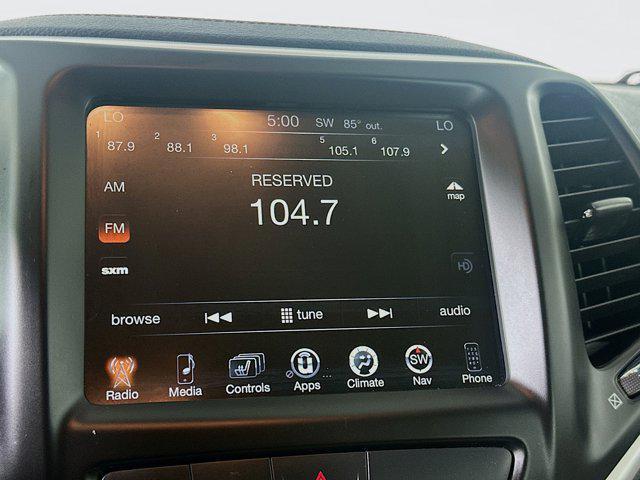 LO 5:00 SW 85° out. LO
1 87.9 2 88.1 3 98.1 5 105.1 6 107.9
RESERVED
104.7
AM
FM
sxm
map
HD
browse tune audio
Radio Media Controls Apps Climate SW Nav Phone